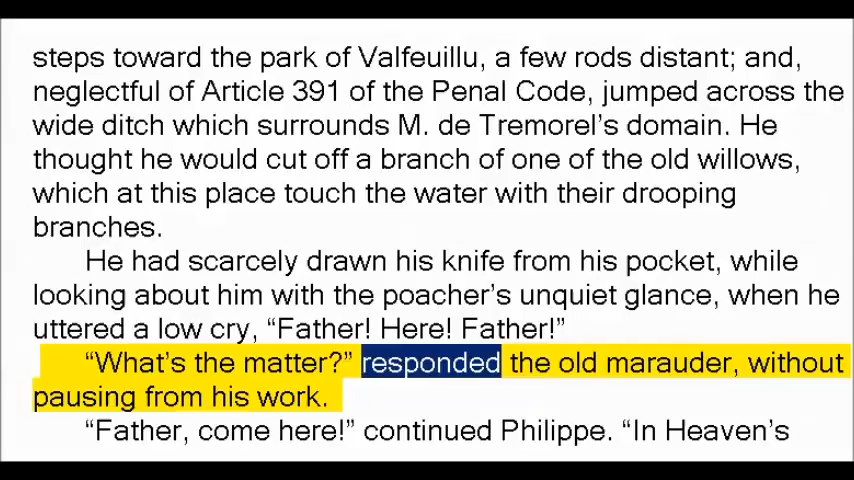 steps toward the park of Valfeuillu, a few rods distant; and,
neglectful of Article 391 of the Penal Code, jumped across the
wide ditch which surrounds M. de Tremorel’s domain. He
thought he would cut off a branch of one of the old willows,
which at this place touch the water with their drooping
branches.
He had scarcely drawn his knife from his pocket, while
looking about him with the poacher’s unquiet glance, when he
uttered a low cry, “Father! Here! Father!”
“What’s the matter?” responded the old marauder, without
pausing from his work.
“Father, come here!” continued Philippe. “In Heaven’s